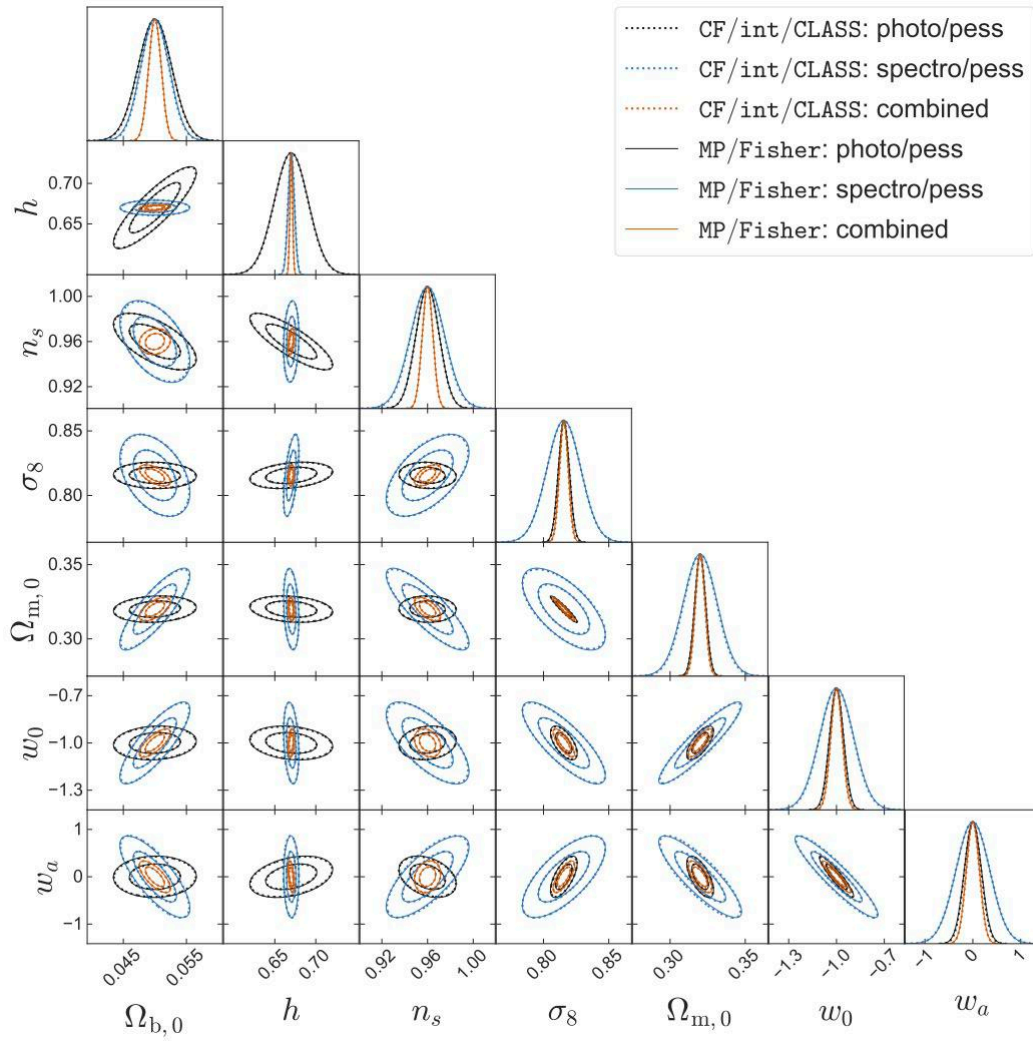 CF/int/CLASS: photo/pess
CF/int/CLASS: spectro/pess
CF/int/CLASS: combined
MP/Fisher: photo/pess
MP/Fisher: spectro/pess
MP/Fisher: combined
h
0.70
0.65
n_s
1.00
0.96
0.92
σ_8
0.85
0.80
Ω_{m,0}
0.35
0.30
w_0
−0.7
−1.0
−1.3
w_a
1
0
−1
0.045 0.055 0.65 0.70 0.92 0.96 1.00 0.80 0.85 0.30 0.35 −1.3 −1.0 −0.7 −1 0 1
Ω_{b,0} h n_s σ_8 Ω_{m,0} w_0 w_a